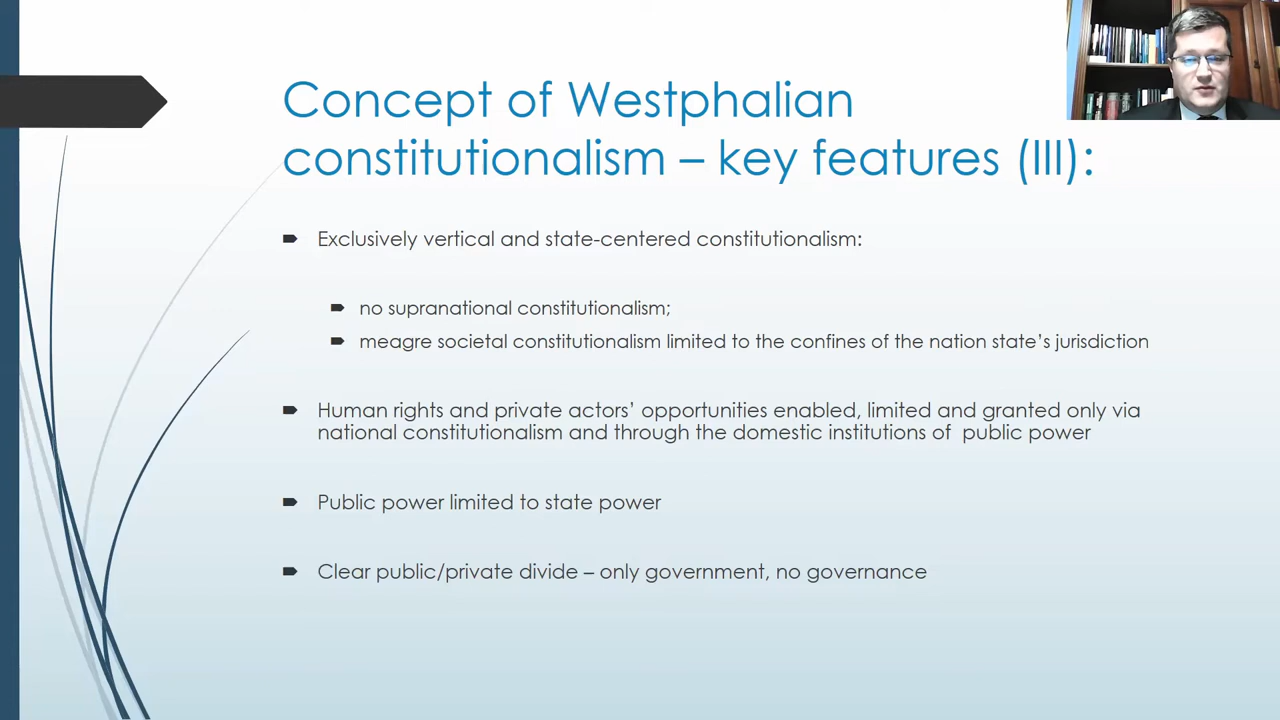 Concept of Westphalian
constitutionalism – key features (III):
Exclusively vertical and state-centered constitutionalism:
no supranational constitutionalism;
meagre societal constitutionalism limited to the confines of the nation state’s jurisdiction
Human rights and private actors’ opportunities enabled, limited and granted only via
national constitutionalism and through the domestic institutions of  public power
Public power limited to state power
Clear public/private divide – only government, no governance